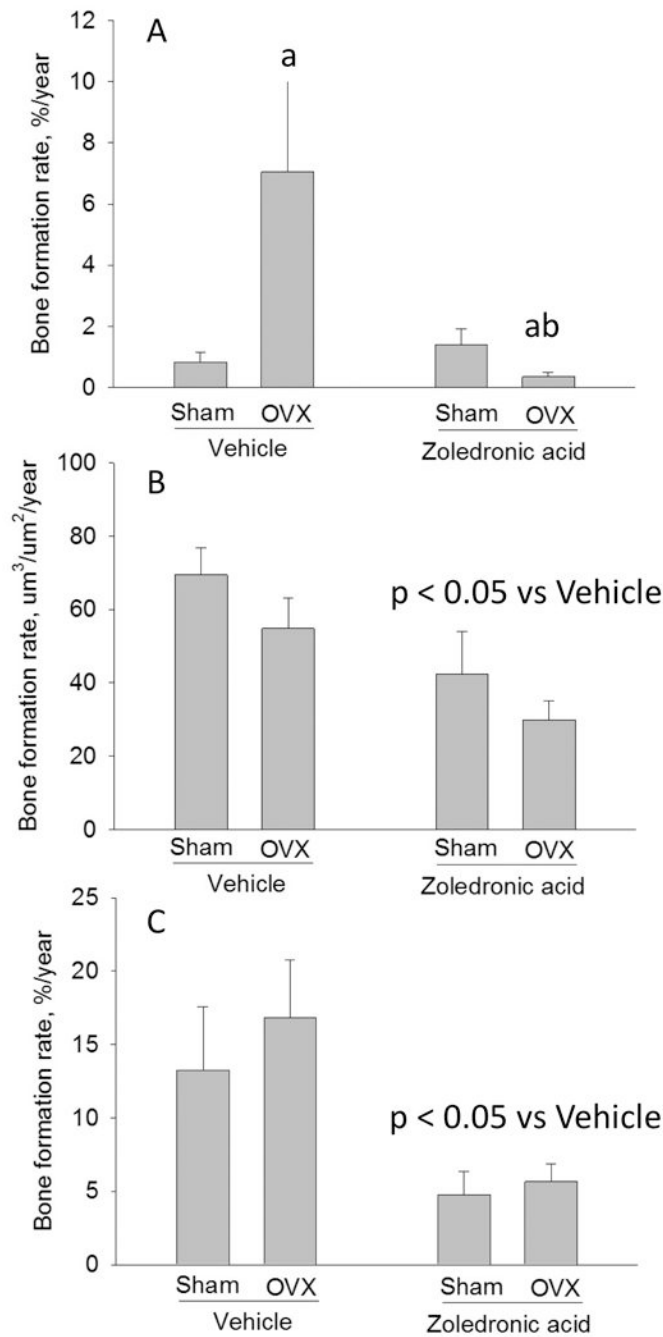 A
Bone formation rate, %/year
12
10
8
6
4
2
0
a
ab
Sham OVX Sham OVX
Vehicle Zoledronic acid
B
Bone formation rate, um³/um²/year
100
80
60
40
20
0
p < 0.05 vs Vehicle
Sham OVX Sham OVX
Vehicle Zoledronic acid
C
Bone formation rate, %/year
25
20
15
10
5
0
p < 0.05 vs Vehicle
Sham OVX Sham OVX
Vehicle Zoledronic acid